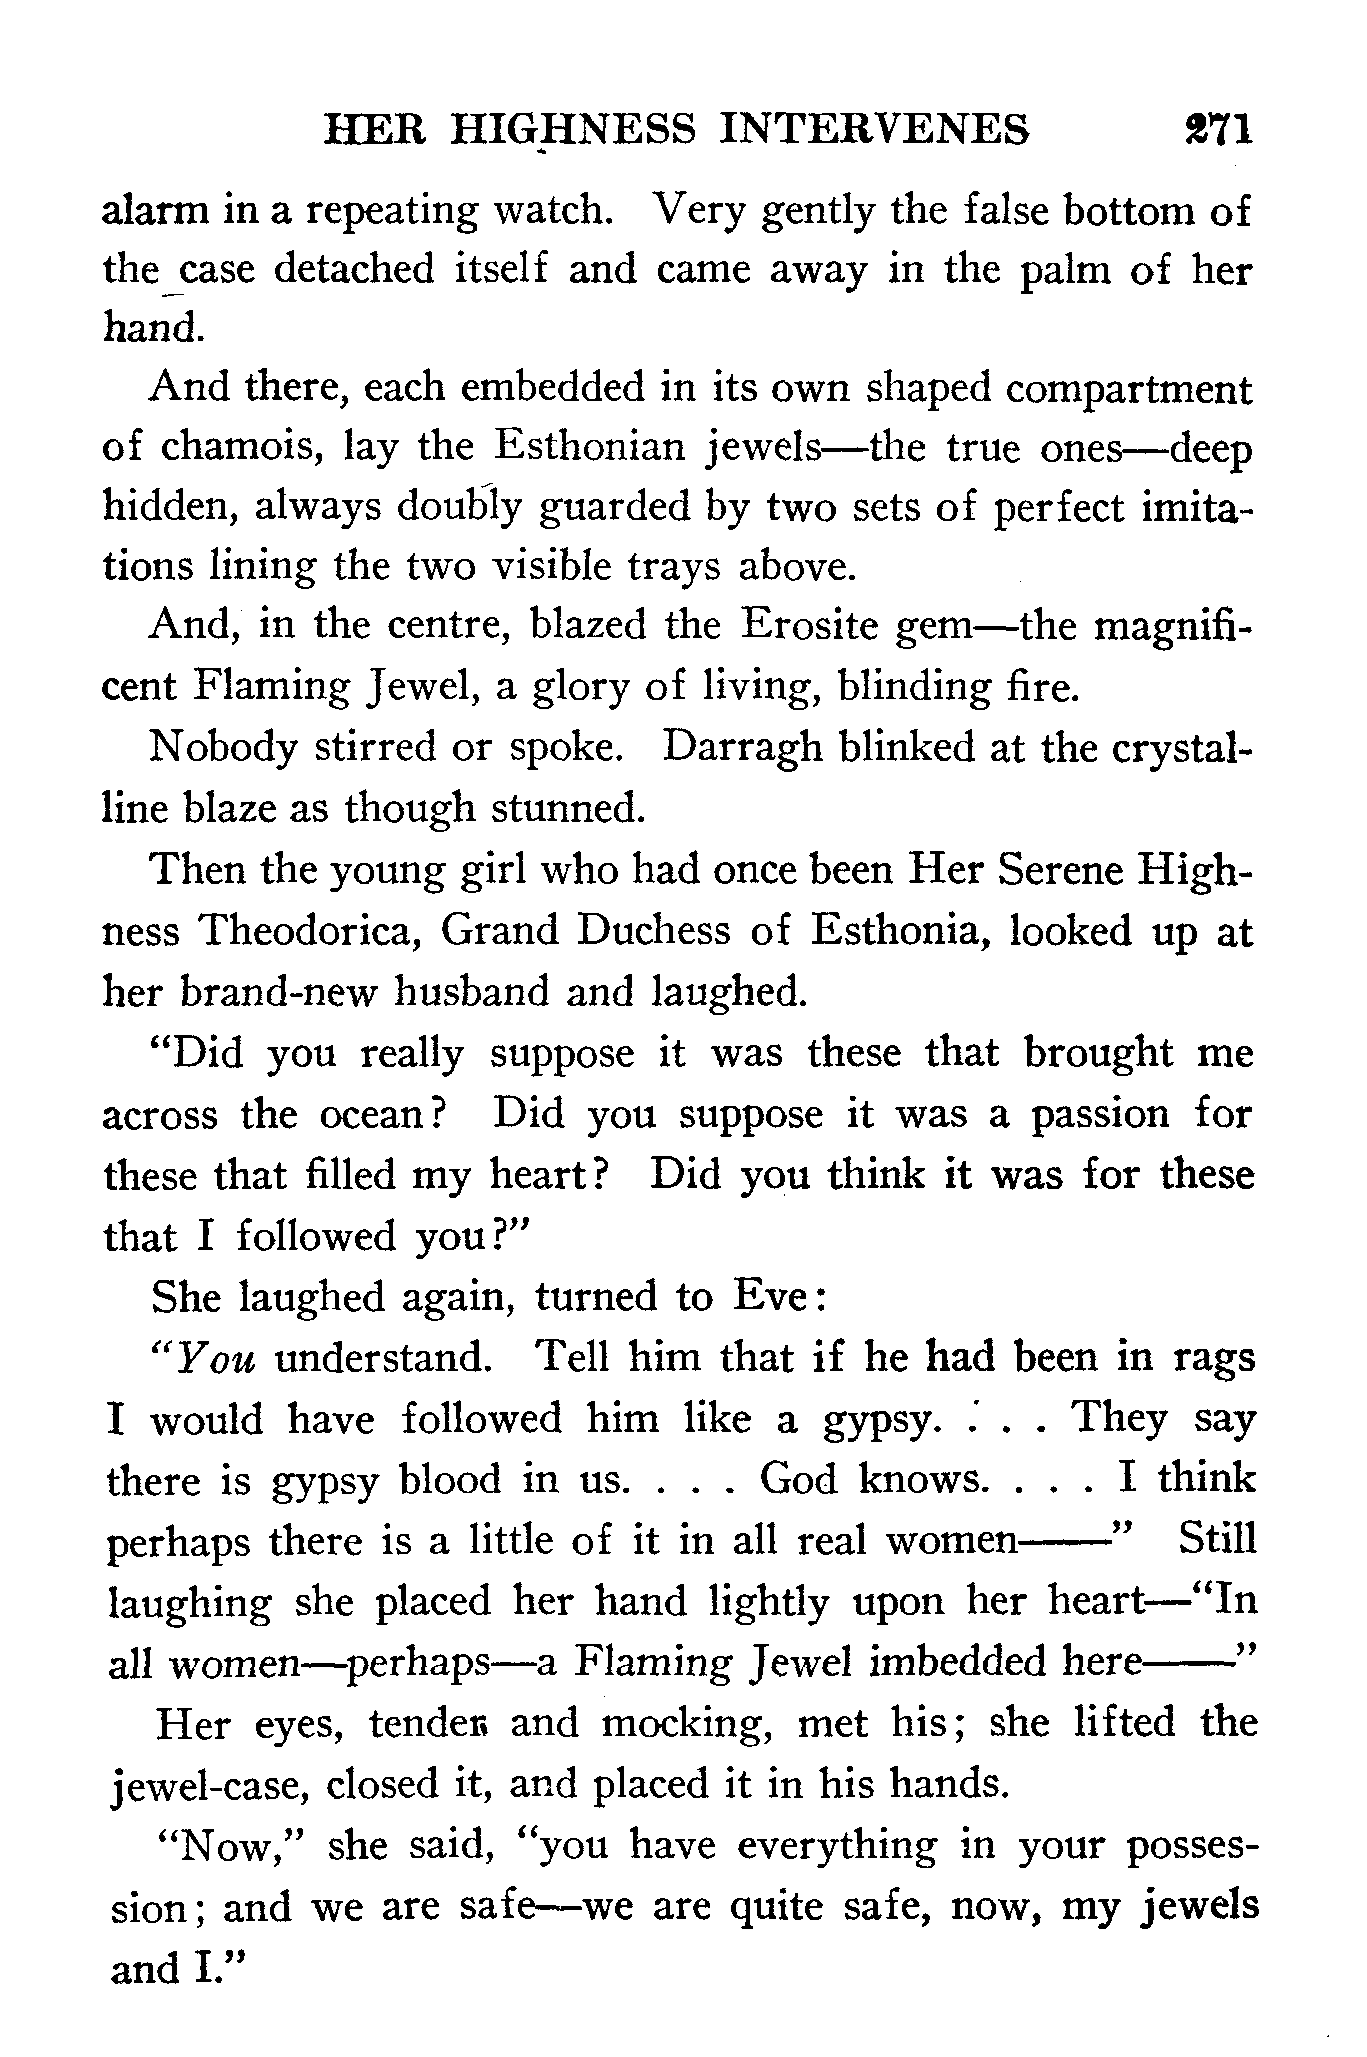 HER HIGHNESS INTERVENES 271
alarm in a repeating watch. Very gently the false bottom of
the case detached itself and came away in the palm of her
hand.
And there, each embedded in its own shaped compartment
of chamois, lay the Esthonian jewels—the true ones—deep
hidden, always doubly guarded by two sets of perfect imita-
tions lining the two visible trays above.
And, in the centre, blazed the Erosite gem—the magnifi-
cent Flaming Jewel, a glory of living, blinding fire.
Nobody stirred or spoke. Darragh blinked at the crystal-
line blaze as though stunned.
Then the young girl who had once been Her Serene High-
ness Theodorica, Grand Duchess of Esthonia, looked up at
her brand-new husband and laughed.
"Did you really suppose it was these that brought me
across the ocean? Did you suppose it was a passion for
these that filled my heart? Did you think it was for these
that I followed you?"
She laughed again, turned to Eve:
"You understand. Tell him that if he had been in rags
I would have followed him like a gypsy. . . . They say
there is gypsy blood in us. . . . God knows. . . . I think
perhaps there is a little of it in all real women——" Still
laughing she placed her hand lightly upon her heart—"In
all women—perhaps—a Flaming Jewel imbedded here——"
Her eyes, tender and mocking, met his; she lifted the
jewel-case, closed it, and placed it in his hands.
"Now," she said, "you have everything in your posses-
sion; and we are safe—we are quite safe, now, my jewels
and I."